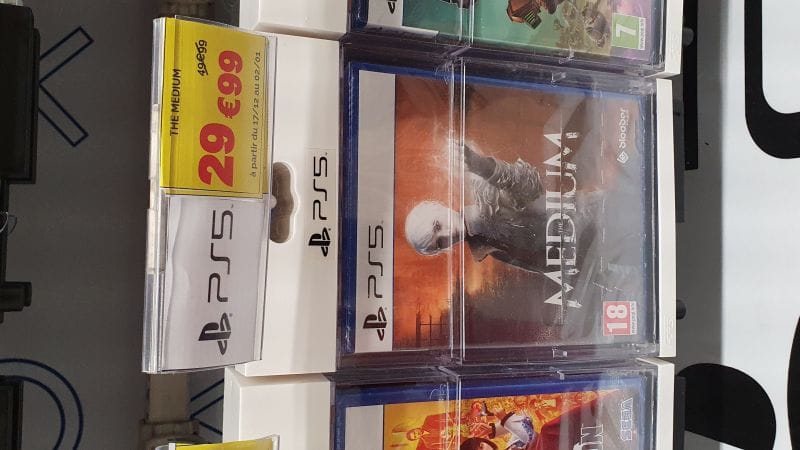 THE MEDIUM
49€99
29€99
à partir du 17/12 au 02/01
PS5
PS5
PS5
THE
MEDIUM
bloober
18
7
SEGA